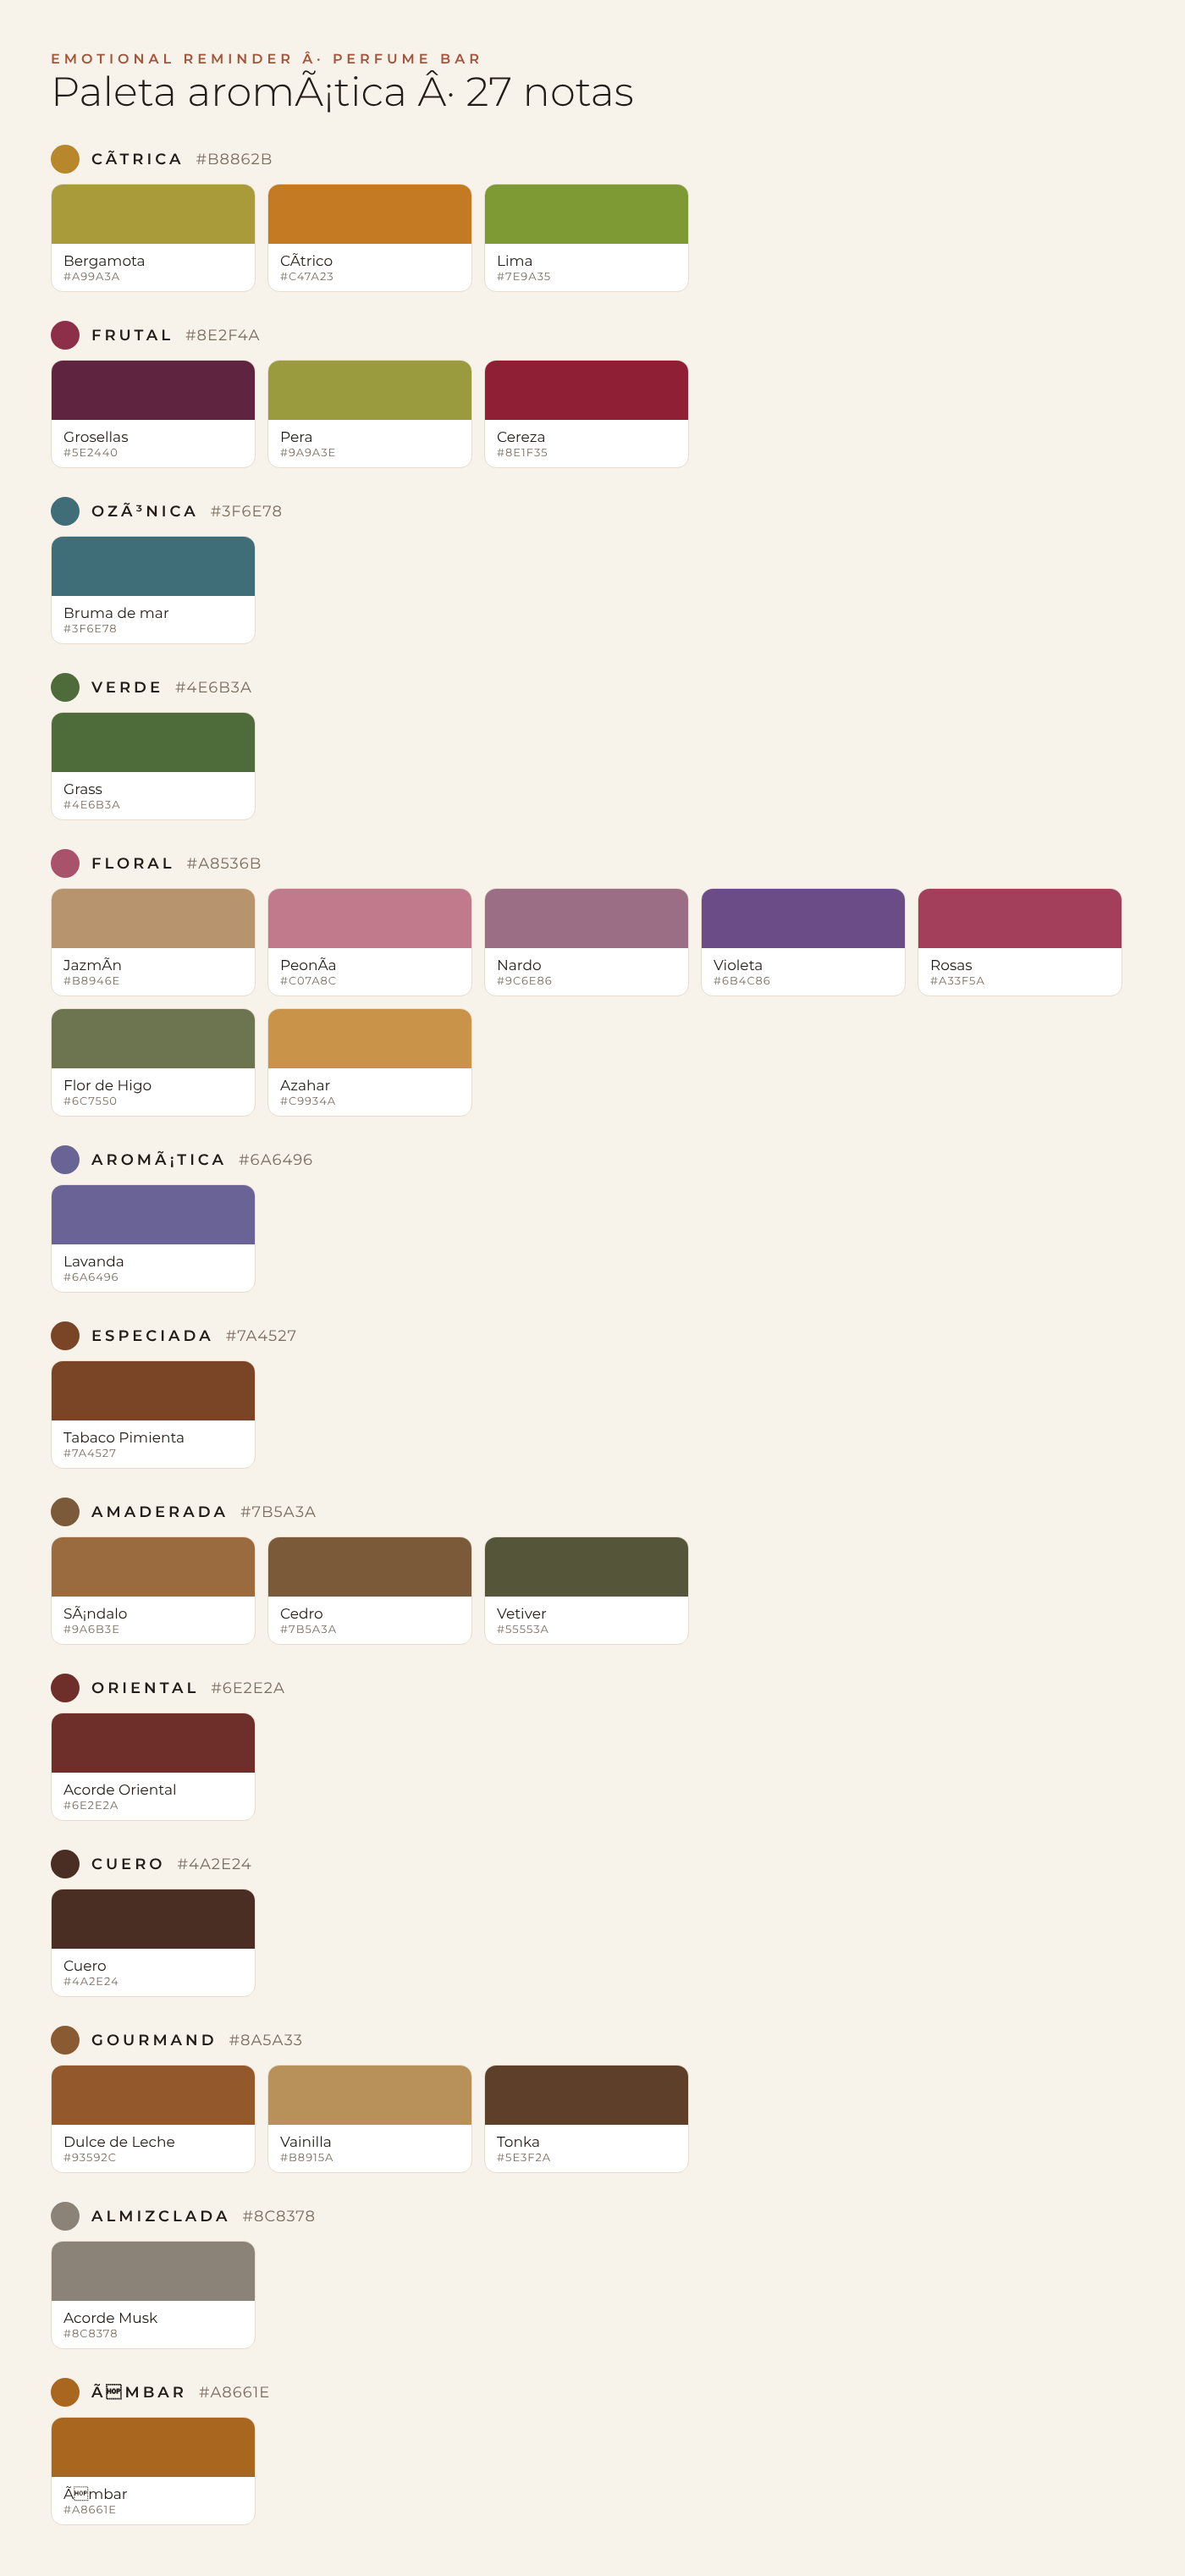 EMOTIONAL REMINDER Â· PERFUME BAR
Paleta aromÃ¡tica Â· 27 notas
CÃTRICA #B8862B
Bergamota CÃtrico Lima
#A99A3A #C47A23 #7E9A35
FRUTAL #8E2F4A
Grosellas Pera Cereza
#5E2440 #9A9A3E #8E1F35
OZÃ³NICA #3F6E78
Bruma de mar
#3F6E78
VERDE #4E6B3A
Grass
#4E6B3A
FLORAL #A8536B
JazmÃn PeonÃa Nardo Violeta Rosas
#B8946E #C07A8C #9C6E86 #6B4C86 #A33F5A
Flor de Higo Azahar
#6C7550 #C9934A
AROMÃ¡TICA #6A6496
Lavanda
#6A6496
ESPECIADA #7A4527
Tabaco Pimienta
#7A4527
AMADERADA #7B5A3A
SÃ¡ndalo Cedro Vetiver
#9A6B3E #7B5A3A #55553A
ORIENTAL #6E2E2A
Acorde Oriental
#6E2E2A
CUERO #4A2E24
Cuero
#4A2E24
GOURMAND #8A5A33
Dulce de Leche Vainilla Tonka
#93592C #B8915A #5E3F2A
ALMIZCLADA #8C8378
Acorde Musk
#8C8378
ÃMBAR #A8661E
Ãmbar
#A8661E